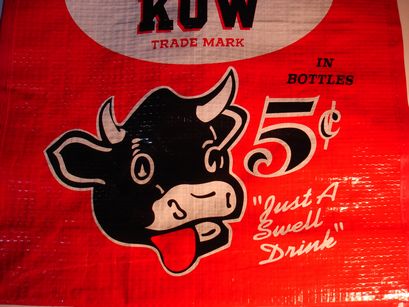 KOW
TRADE MARK
IN
BOTTLES
5¢
"Just A
Swell
Drink"